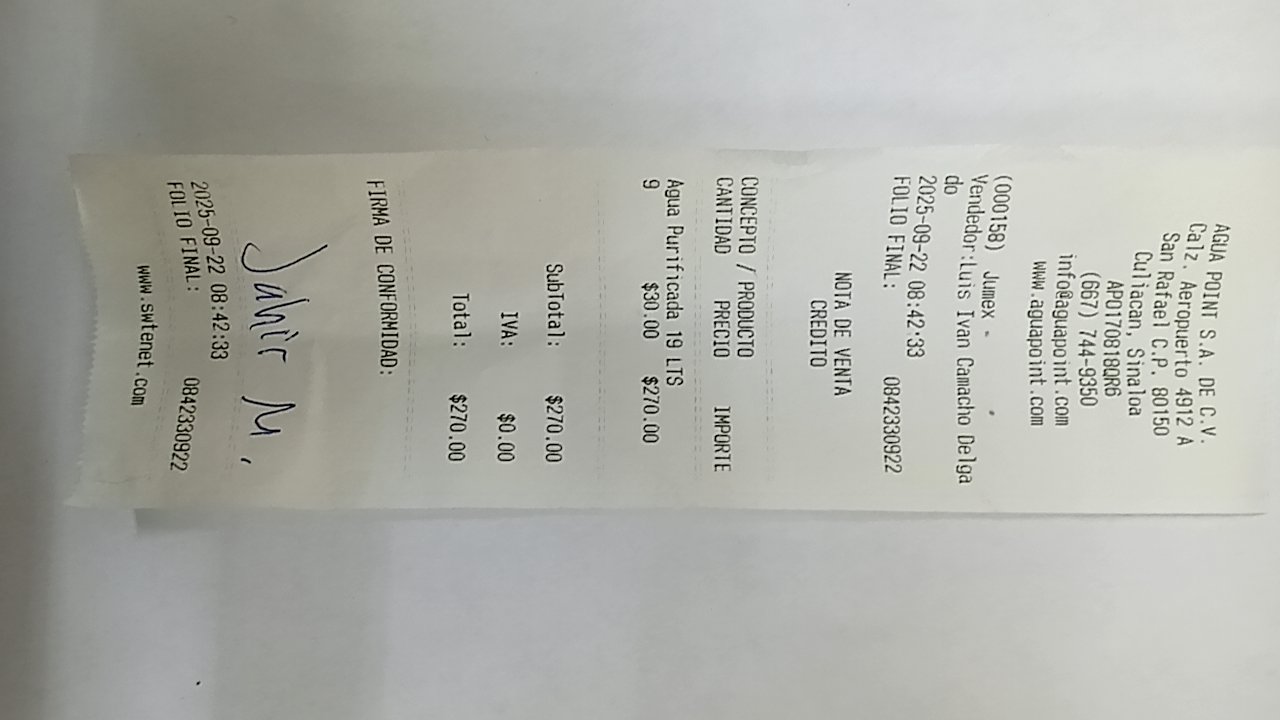 AGUA POINT S.A. DE C.V.
Calz. Aeropuerto 4912 A
San Rafael C.P. 80150
Culiacan, Sinaloa
APO170818QR6
(667) 744-9350
info@aguapoint.com
www.aguapoint.com
(000158) Jumex -
Vendedor:Luis Ivan Camacho Delga
do
2025-09-22 08:42:33
FOLIO FINAL: 0842330922
NOTA DE VENTA
CREDITO
CONCEPTO / PRODUCTO
CANTIDAD PRECIO IMPORTE
Agua Purificada 19 LTS
9 $30.00 $270.00
SubTotal: $270.00
IVA: $0.00
Total: $270.00
FIRMA DE CONFORMIDAD:
Jahir M.
2025-09-22 08:42:33
FOLIO FINAL: 0842330922
www.swtenet.com